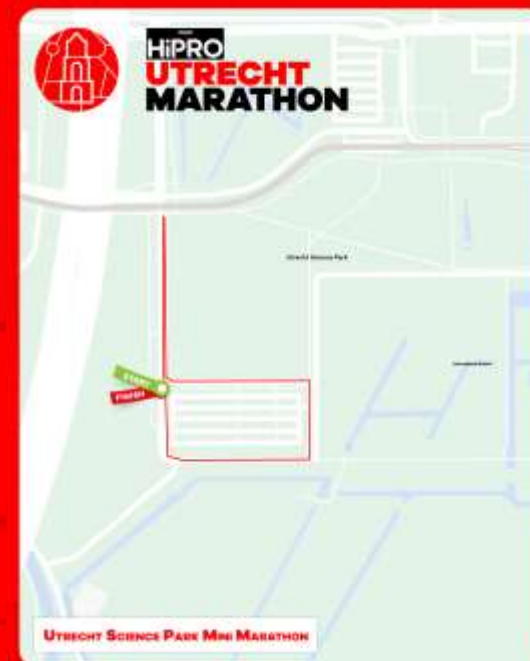 HiPRO
UTRECHT
MARATHON
Utrecht Science Park
START
FINISH
UTRECHT SCIENCE PARK MINI MARATHON